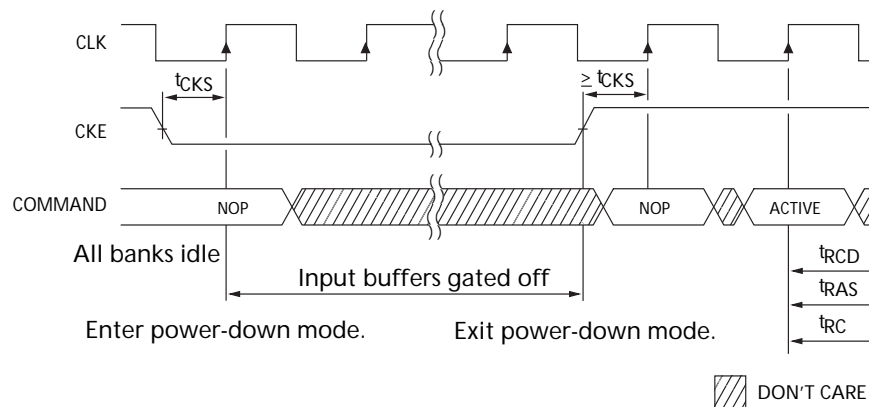 CLK
tCKS
≥ tCKS
CKE
COMMAND
NOP
NOP
ACTIVE
All banks idle
tRCD
Input buffers gated off
tRAS
Enter power-down mode.
Exit power-down mode.
tRC
DON'T CARE